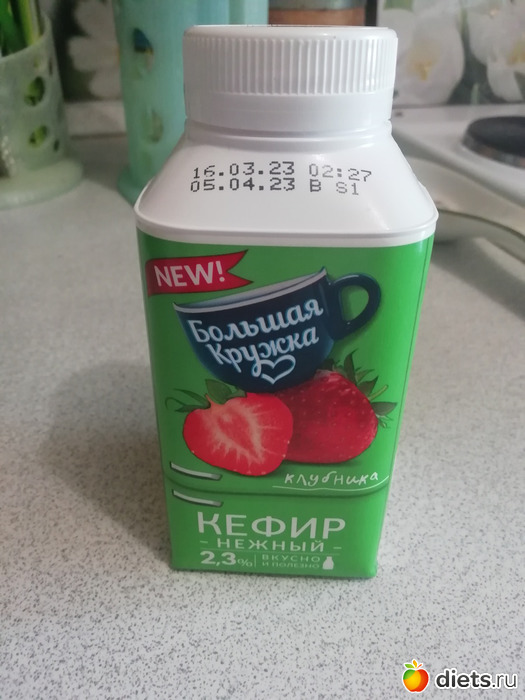 16.03.23 02:27
05.04.23 B S1
NEW!
Большая
Кружка
клубника
КЕФИР
- НЕЖНЫЙ -
2,3% ВКУСНО
И ПОЛЕЗНО
diets.ru